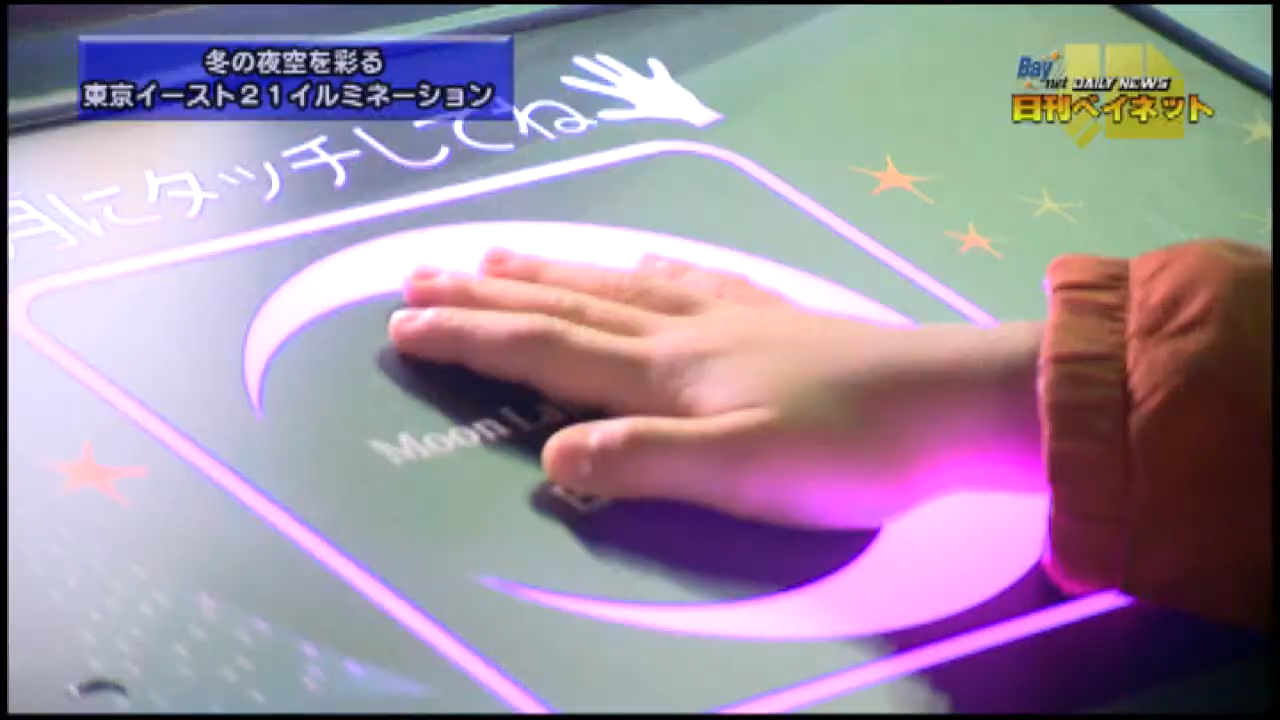 冬の夜空を彩る
東京イースト21イルミネーション
Bay net DAILY NEWS
日刊ベイネット
月にタッチしてね
Moon